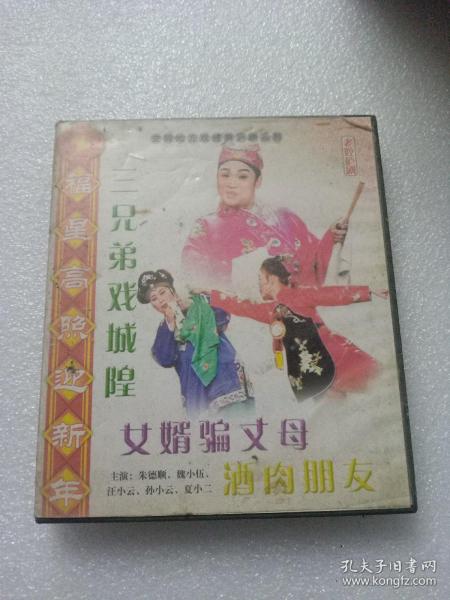 福星高照迎新年
三兄弟戏城隍
女婿骗丈母
酒肉朋友
主演：朱德顺、魏小伍、
汪小云、孙小云、夏小二
孔夫子旧书网
www.kongfz.com